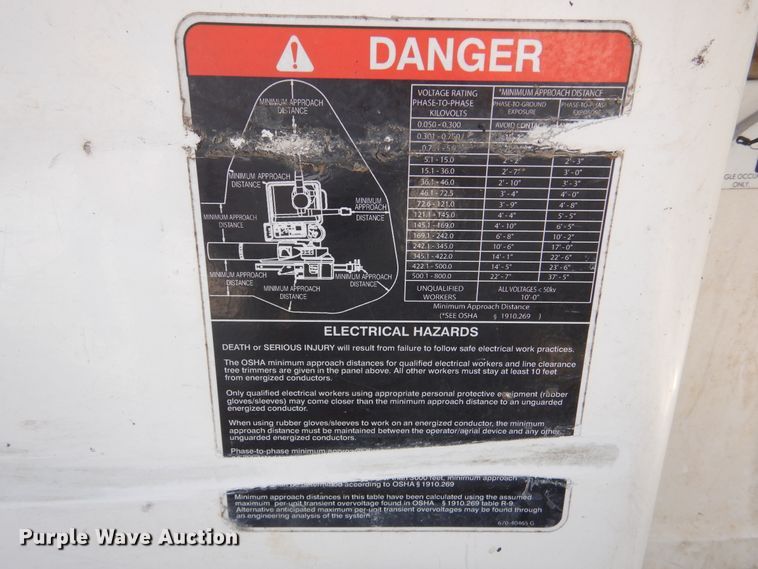 DANGER
MINIMUM APPROACH
DISTANCE
MINIMUM APPROACH
DISTANCE
MINIMUM
APPROACH
DISTANCE
MINIMUM APPROACH
DISTANCE
MINIMUM
APPROACH
DISTANCE
MINIMUM APPROACH
DISTANCE
MINIMUM APPROACH
DISTANCE
VOLTAGE RATING
PHASE-TO-PHASE
KILOVOLTS
*MINIMUM APPROACH DISTANCE
PHASE-TO-GROUND
EXPOSURE
EXPOSURE
0.050 - 0.300 AVOID CONTACT
0.301 - 0.750
5.1 - 15.0 2' - 2" 2' - 3"
15.1 - 36.0 2' - 7" 3' - 0"
36.1 - 46.0 2' - 10" 3' - 3"
46.1 - 72.5 3' - 4" 4' - 0"
72.6 - 121.0 3' - 9" 4' - 8"
121.1 - 145.0 4' - 4" 5' - 5"
145.1 - 169.0 4' - 10" 6' - 5"
169.1 - 242.0 6' - 8" 10' - 2"
242.1 - 345.0 10' - 6" 17' - 0"
345.1 - 422.0 14' - 1" 22' - 6"
422.1 - 500.0 14' - 5" 23' - 6"
500.1 - 800.0 22' - 7" 37' - 5"
UNQUALIFIED
WORKERS
ALL VOLTAGES < 50kv
10'-0"
Minimum Approach Distance
(*SEE OSHA § 1910.269 )
ELECTRICAL HAZARDS
DEATH or SERIOUS INJURY will result from failure to follow safe electrical work practices.
The OSHA minimum approach distances for qualified electrical workers and line clearance
tree trimmers are given in the panel above. All other workers must stay at least 10 feet
from energized conductors.
Only qualified electrical workers using appropriate personal protective equipment (rubber
gloves/sleeves) may come closer than the minimum approach distance to an unguarded
energized conductor.
When using rubber gloves/sleeves to work on an energized conductor, the minimum
approach distance must be maintained between the operator/aerial device and any other
unguarded energized conductors.
Phase-to-phase minimum approach
than 3000 feet, minimum approach
according to OSHA § 1910.269
Minimum approach distances in this table have been calculated using the assumed
maximum per-unit transient overvoltage found in OSHA § 1910.269 table R-9.
Alternative anticipated maximum per-unit transient overvoltages may be found through
an engineering analysis of the system.
670-40465 G
GLE OCCU
ONLY.
Purple Wave Auction